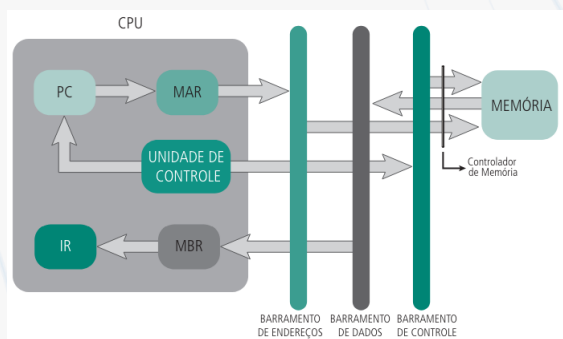 CPU
PC
MAR
MEMÓRIA
UNIDADE DE
CONTROLE
Controlador
de Memória
IR
MBR
BARRAMENTO
DE ENDEREÇOS
BARRAMENTO
DE DADOS
BARRAMENTO
DE CONTROLE